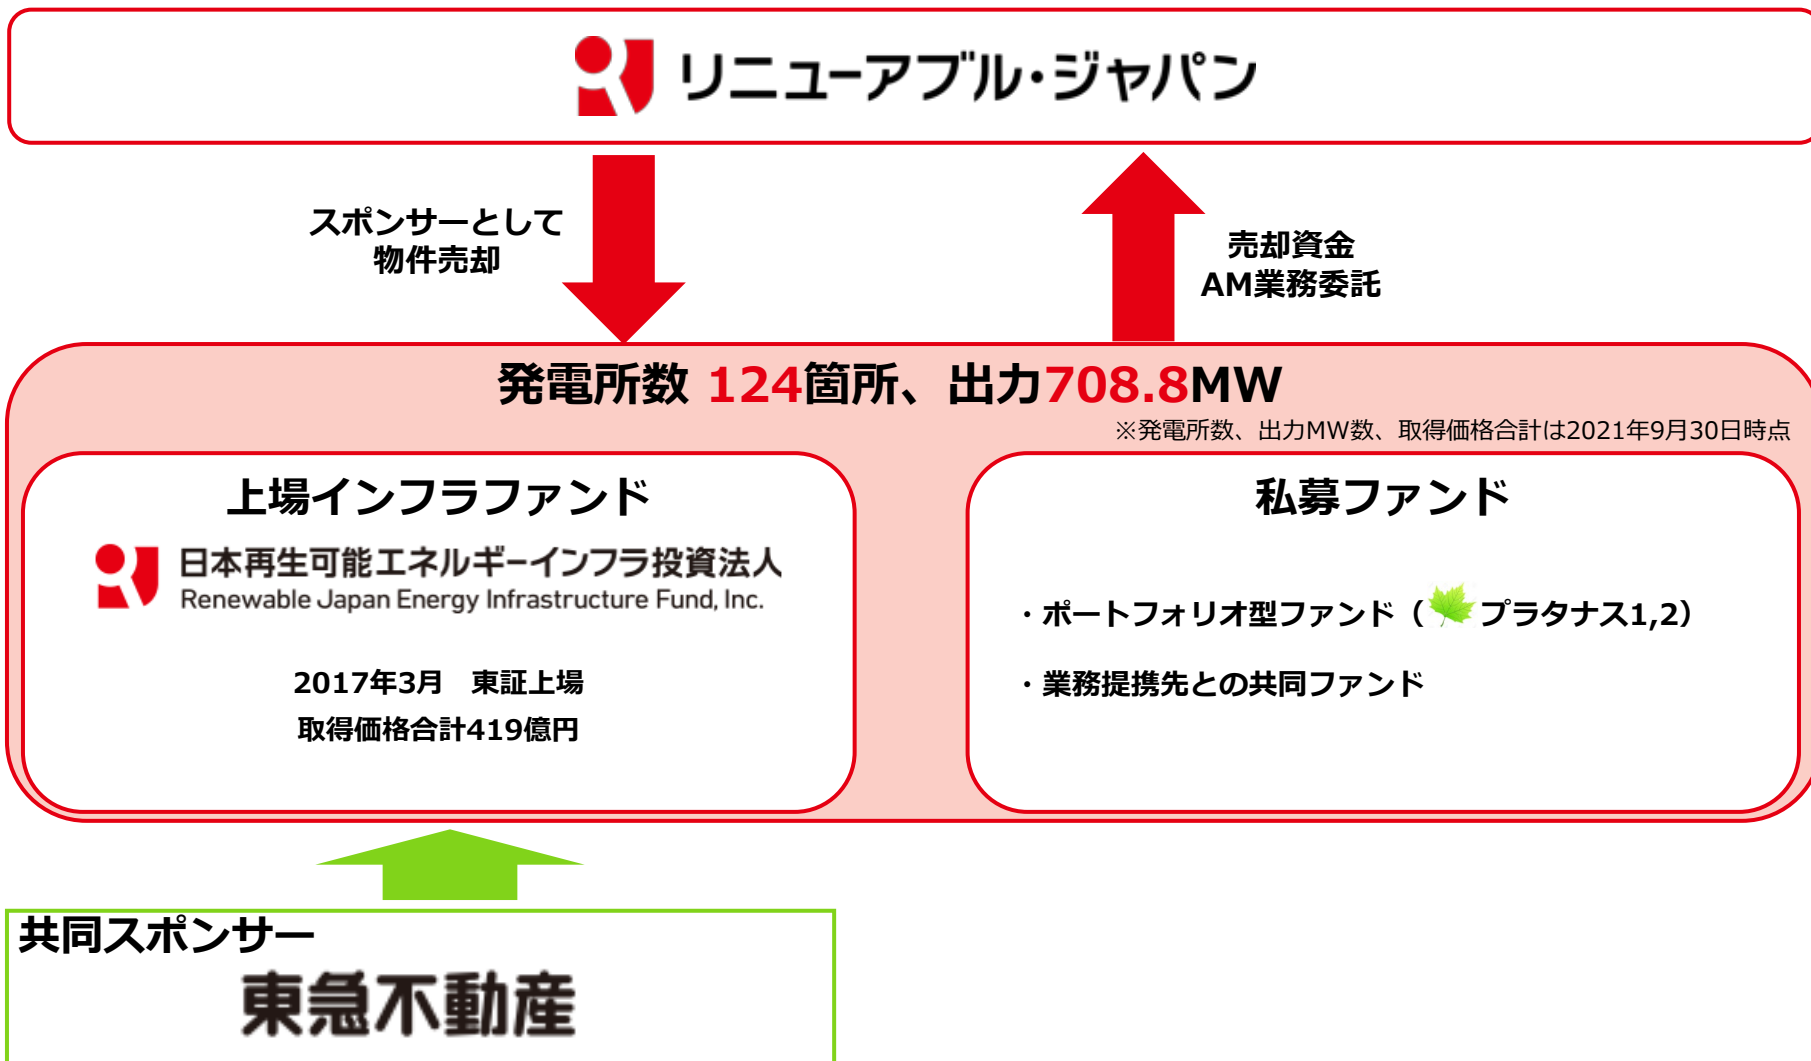 リニューアブル・ジャパン
スポンサーとして
物件売却
売却資金
AM業務委託
発電所数 124箇所、出力708.8MW
※発電所数、出力MW数、取得価格合計は2021年9月30日時点
上場インフラファンド
日本再生可能エネルギーインフラ投資法人
Renewable Japan Energy Infrastructure Fund, Inc.
2017年3月　東証上場
取得価格合計419億円
私募ファンド
・ポートフォリオ型ファンド（プラタナス1,2）
・業務提携先との共同ファンド
共同スポンサー
東急不動産